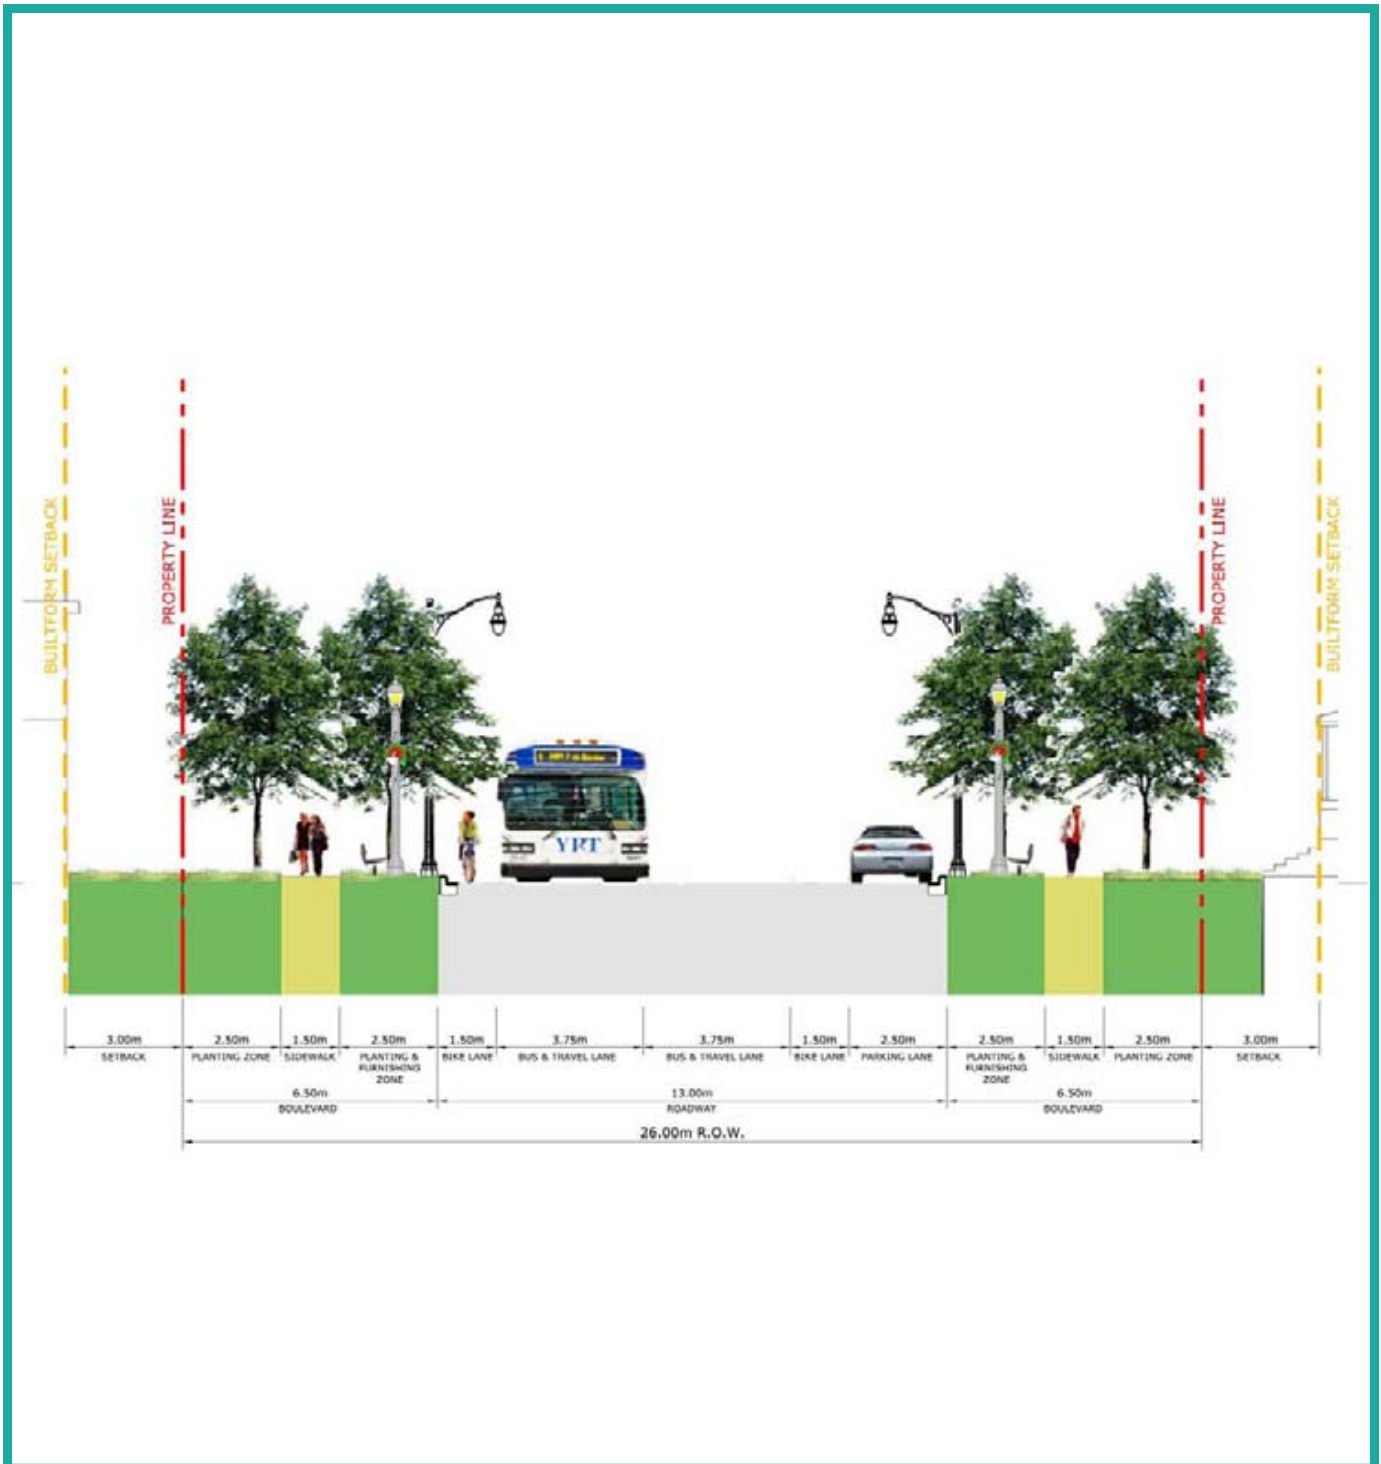 BUILTFORM SETBACK
PROPERTY LINE
PROPERTY LINE
BUILTFORM SETBACK
YRT
3.00m
SETBACK
2.50m
PLANTING ZONE
1.50m
SIDEWALK
2.50m
PLANTING &
FURNISHING
ZONE
1.50m
BIKE LANE
3.75m
BUS & TRAVEL LANE
3.75m
BUS & TRAVEL LANE
1.50m
BIKE LANE
2.50m
PARKING LANE
2.50m
PLANTING &
FURNISHING
ZONE
1.50m
SIDEWALK
2.50m
PLANTING ZONE
3.00m
SETBACK
6.50m
BOULEVARD
13.00m
ROADWAY
6.50m
BOULEVARD
26.00m R.O.W.